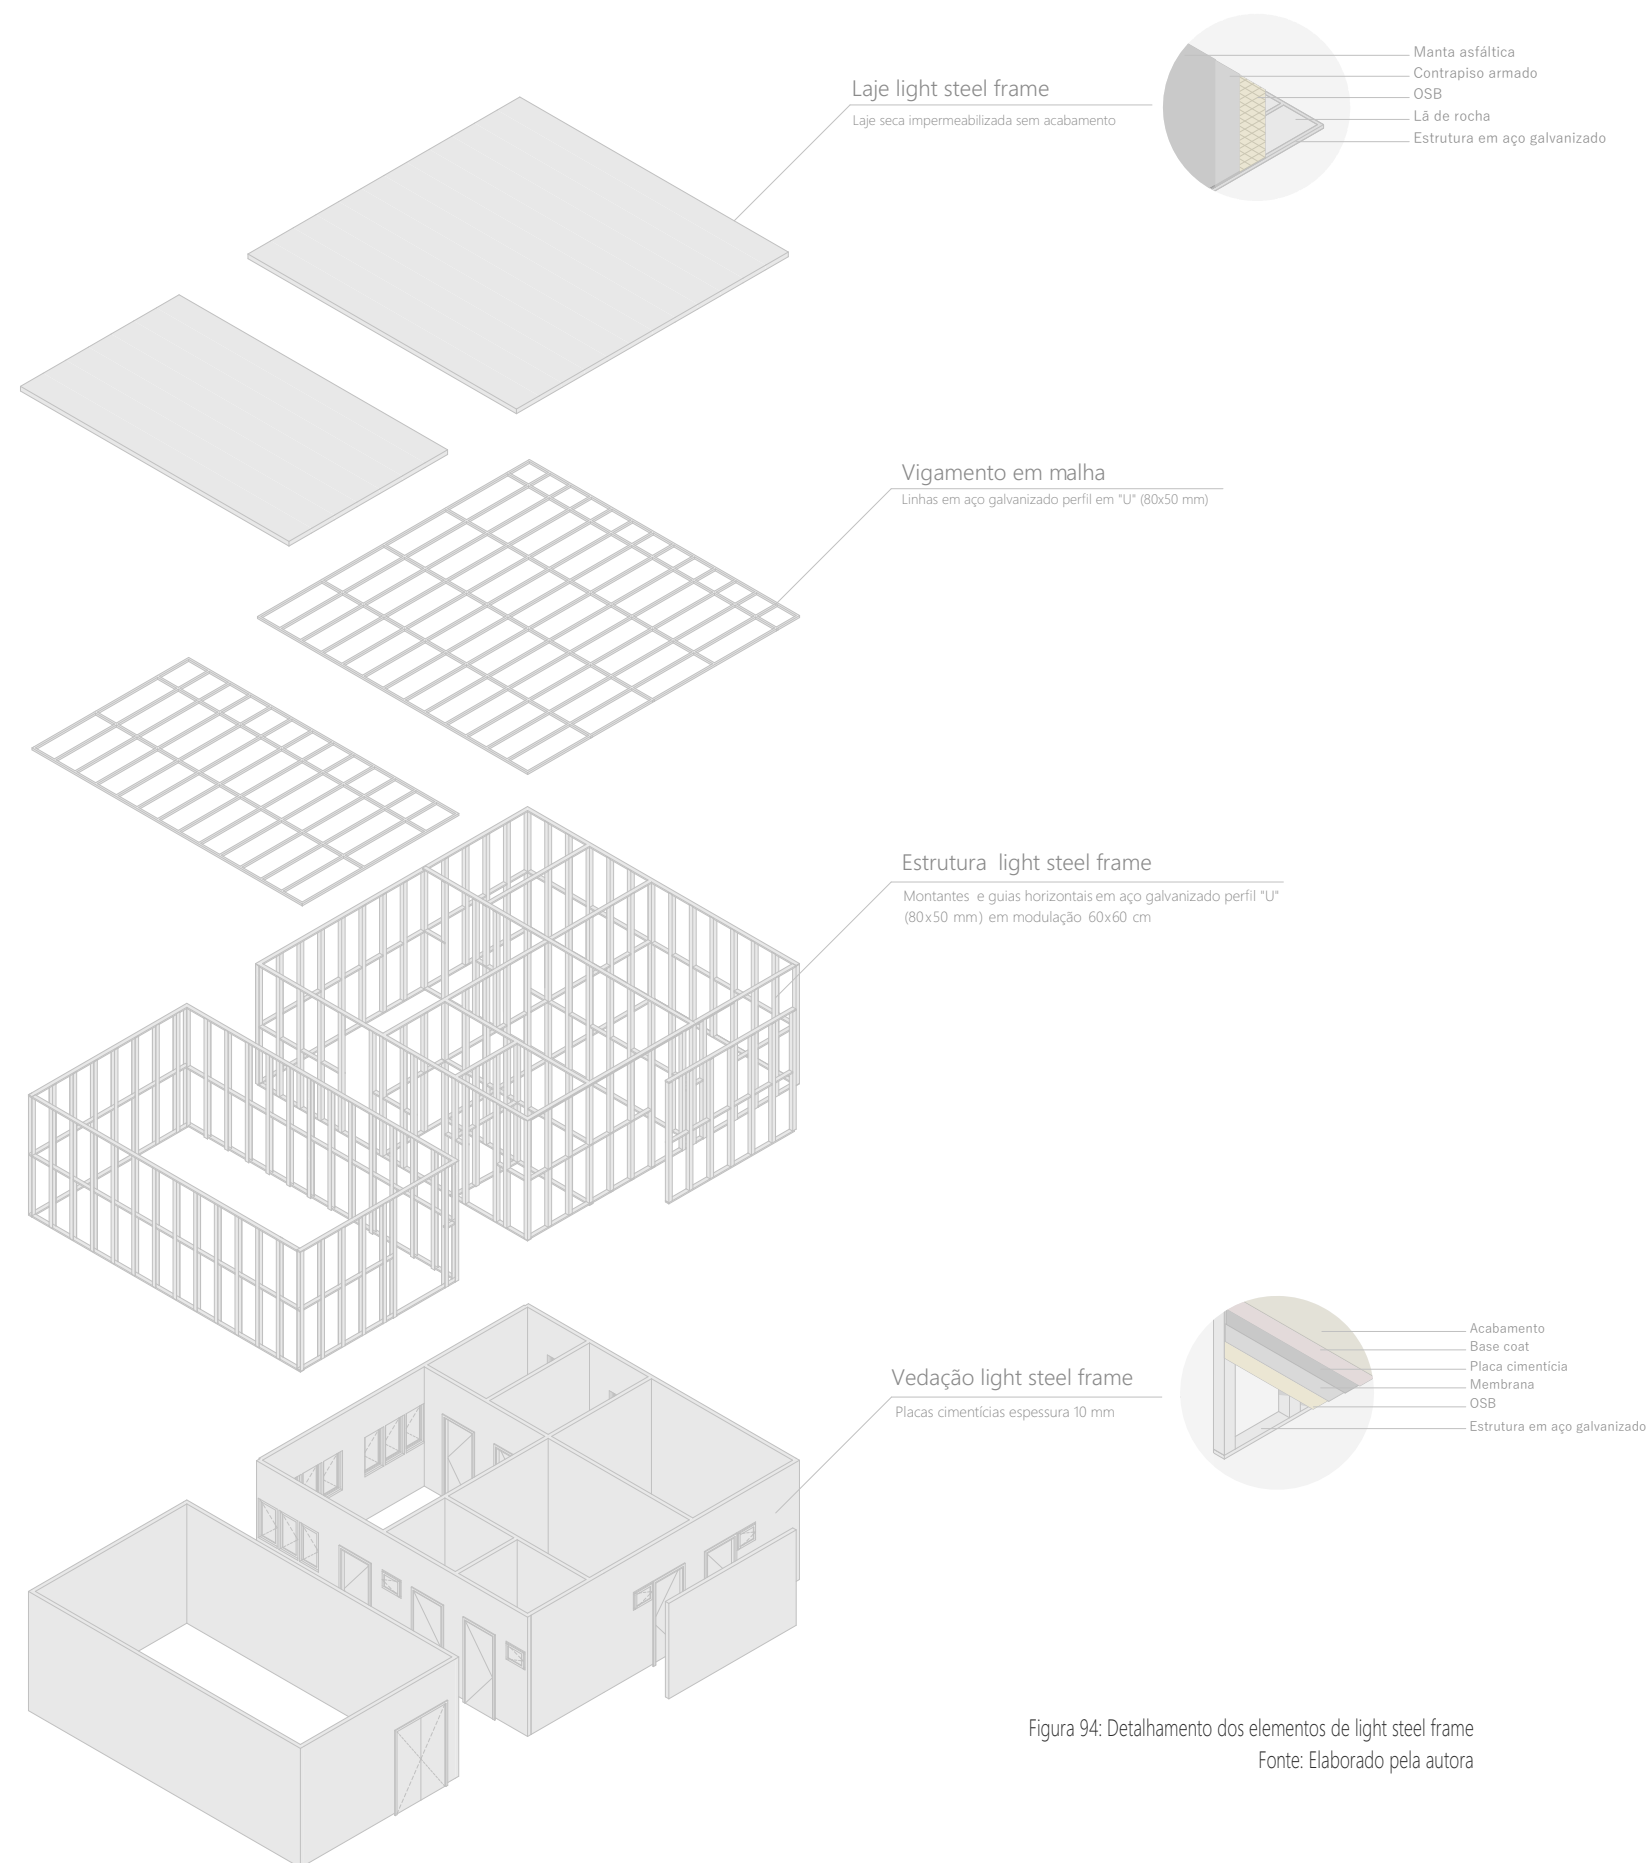 Laje light steel frame
Laje seca impermeabilizada sem acabamento
Manta asfáltica
Contrapiso armado
OSB
Lã de rocha
Estrutura em aço galvanizado
Vigamento em malha
Linhas em aço galvanizado perfil em "U" (80x50 mm)
Estrutura light steel frame
Montantes e guias horizontais em aço galvanizado perfil "U"
(80x50 mm) em modulação 60x60 cm
Vedação light steel frame
Placas cimentícias espessura 10 mm
Acabamento
Base coat
Placa cimentícia
Membrana
OSB
Estrutura em aço galvanizado
Figura 94: Detalhamento dos elementos de light steel frame
Fonte: Elaborado pela autora